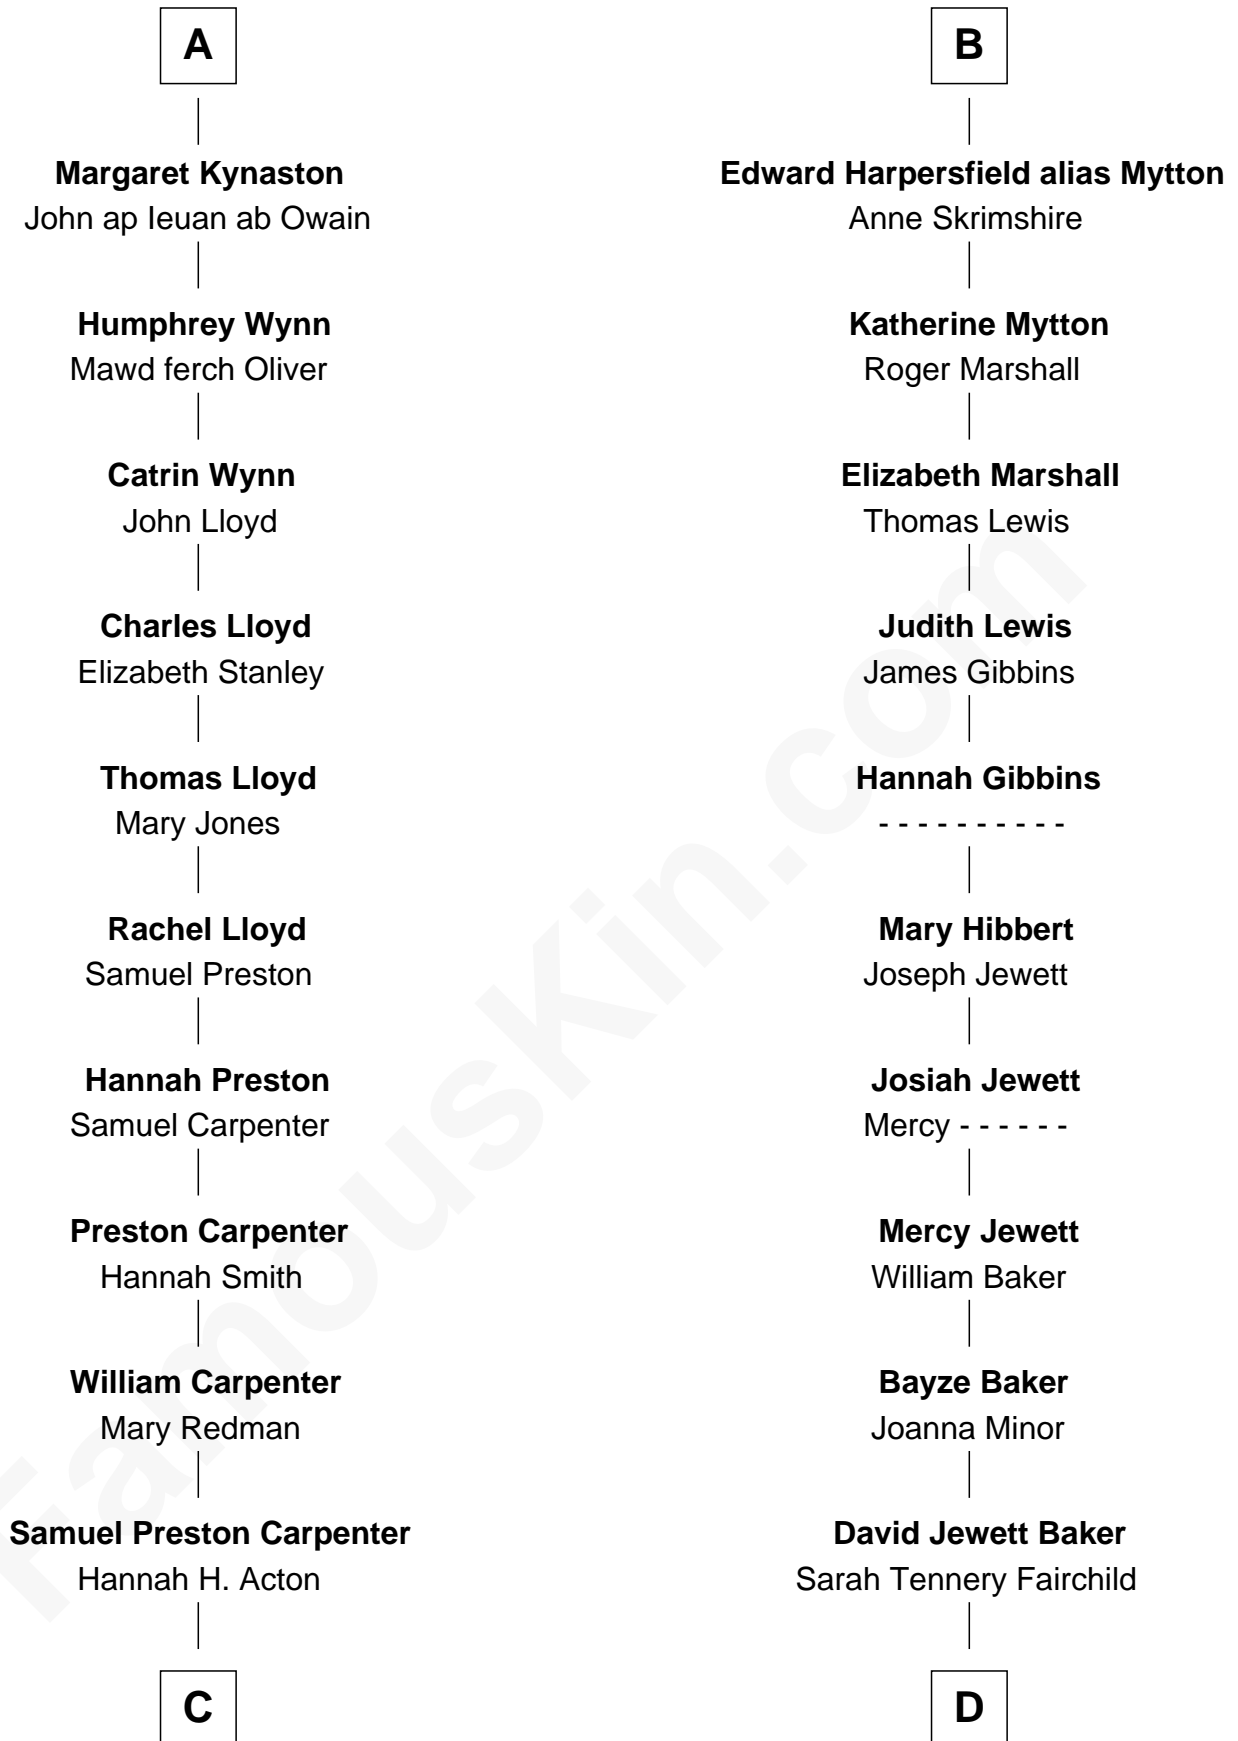 A
Margaret Kynaston
John ap Ieuan ab Owain
Humphrey Wynn
Mawd ferch Oliver
Catrin Wynn
John Lloyd
Charles Lloyd
Elizabeth Stanley
Thomas Lloyd
Mary Jones
Rachel Lloyd
Samuel Preston
Hannah Preston
Samuel Carpenter
Preston Carpenter
Hannah Smith
William Carpenter
Mary Redman
Samuel Preston Carpenter
Hannah H. Acton
C
B
Edward Harpersfield alias Mytton
Anne Skrimshire
Katherine Mytton
Roger Marshall
Elizabeth Marshall
Thomas Lewis
Judith Lewis
James Gibbins
Hannah Gibbins
- - - - - - - - - -
Mary Hibbert
Joseph Jewett
Josiah Jewett
Mercy - - - - - -
Mercy Jewett
William Baker
Bayze Baker
Joanna Minor
David Jewett Baker
Sarah Tennery Fairchild
D
FamousKin.com